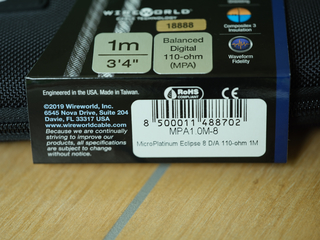 WIREWORLD
CABLE TECHNOLOGY
18888
1m
3'4"
Balanced
Digital
110-ohm
(MPA)
Composilex 3
Insulation
Waveform
Fidelity
Engineered in the USA. Made in Taiwan.
©2019 Wireworld, Inc.
6545 Nova Drive, Suite 204
Davie, FL 33317 USA
www.wireworldcable.com
Because we are continually
striving to improve our
products, all specifications
are subject to change
without notice.
RoHS
COMPLIANT
CE
8 500011 488702
MPA1.0M-8
MicroPlatinum Eclipse 8 D/A 110-ohm 1M